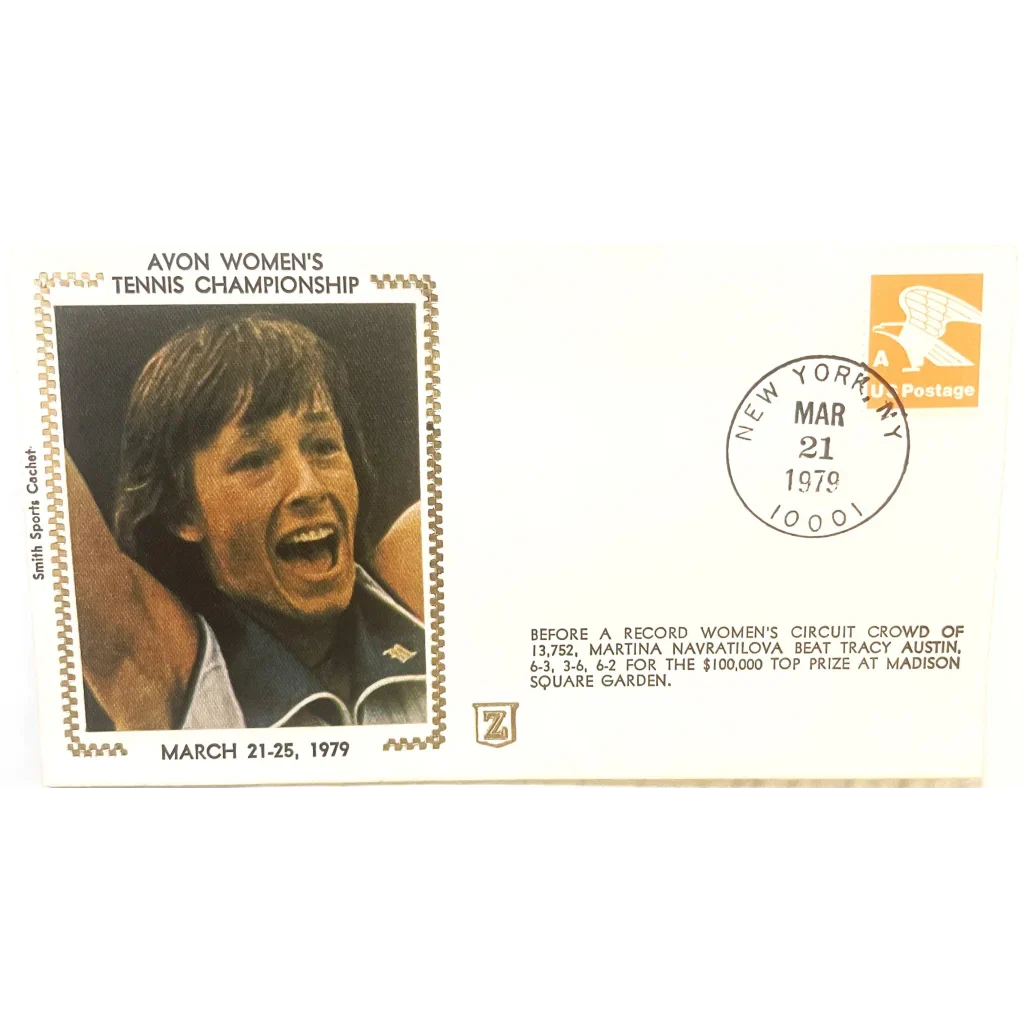 AVON WOMEN'S
TENNIS CHAMPIONSHIP
Smith Sports Cachet
MARCH 21-25, 1979
Z
A
US Postage
NEW YORK, NY
MAR
21
1979
10001
BEFORE A RECORD WOMEN'S CIRCUIT CROWD OF
13,752, MARTINA NAVRATILOVA BEAT TRACY AUSTIN,
6-3, 3-6, 6-2 FOR THE $100,000 TOP PRIZE AT MADISON
SQUARE GARDEN.